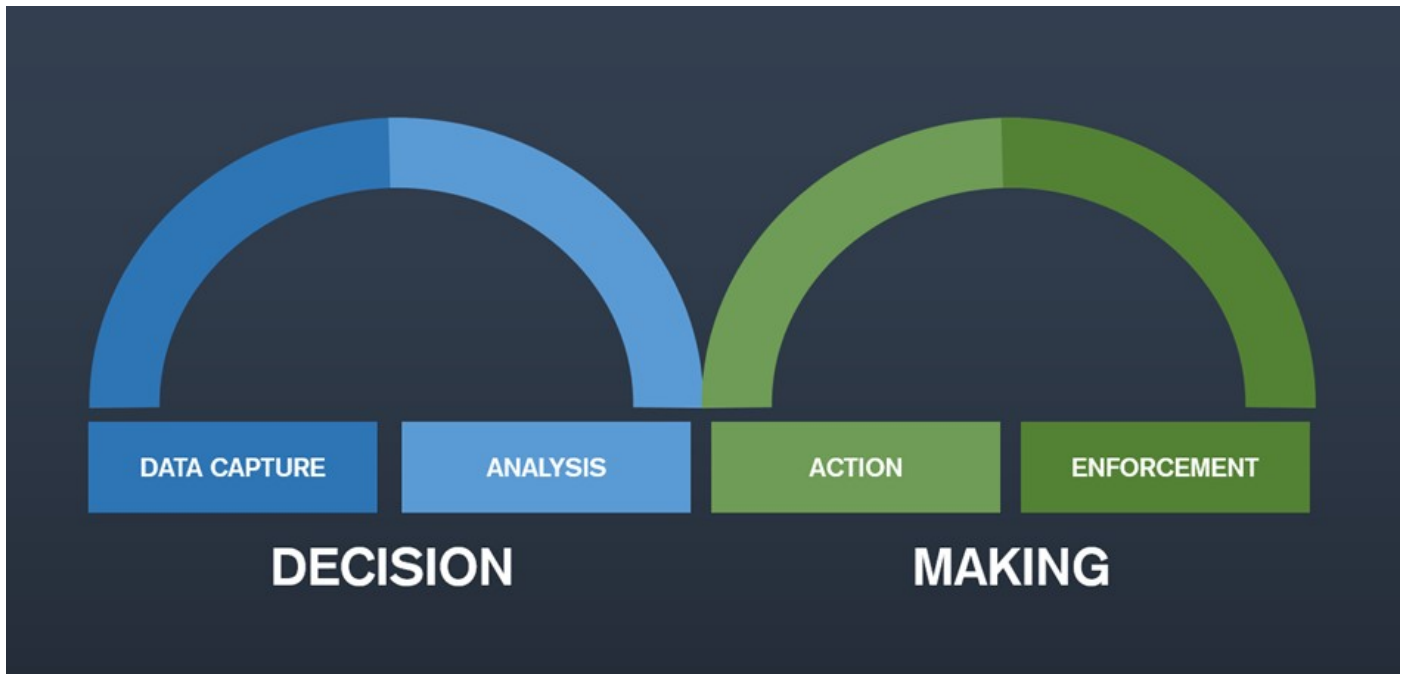 DATA CAPTURE
ANALYSIS
ACTION
ENFORCEMENT
DECISION
MAKING